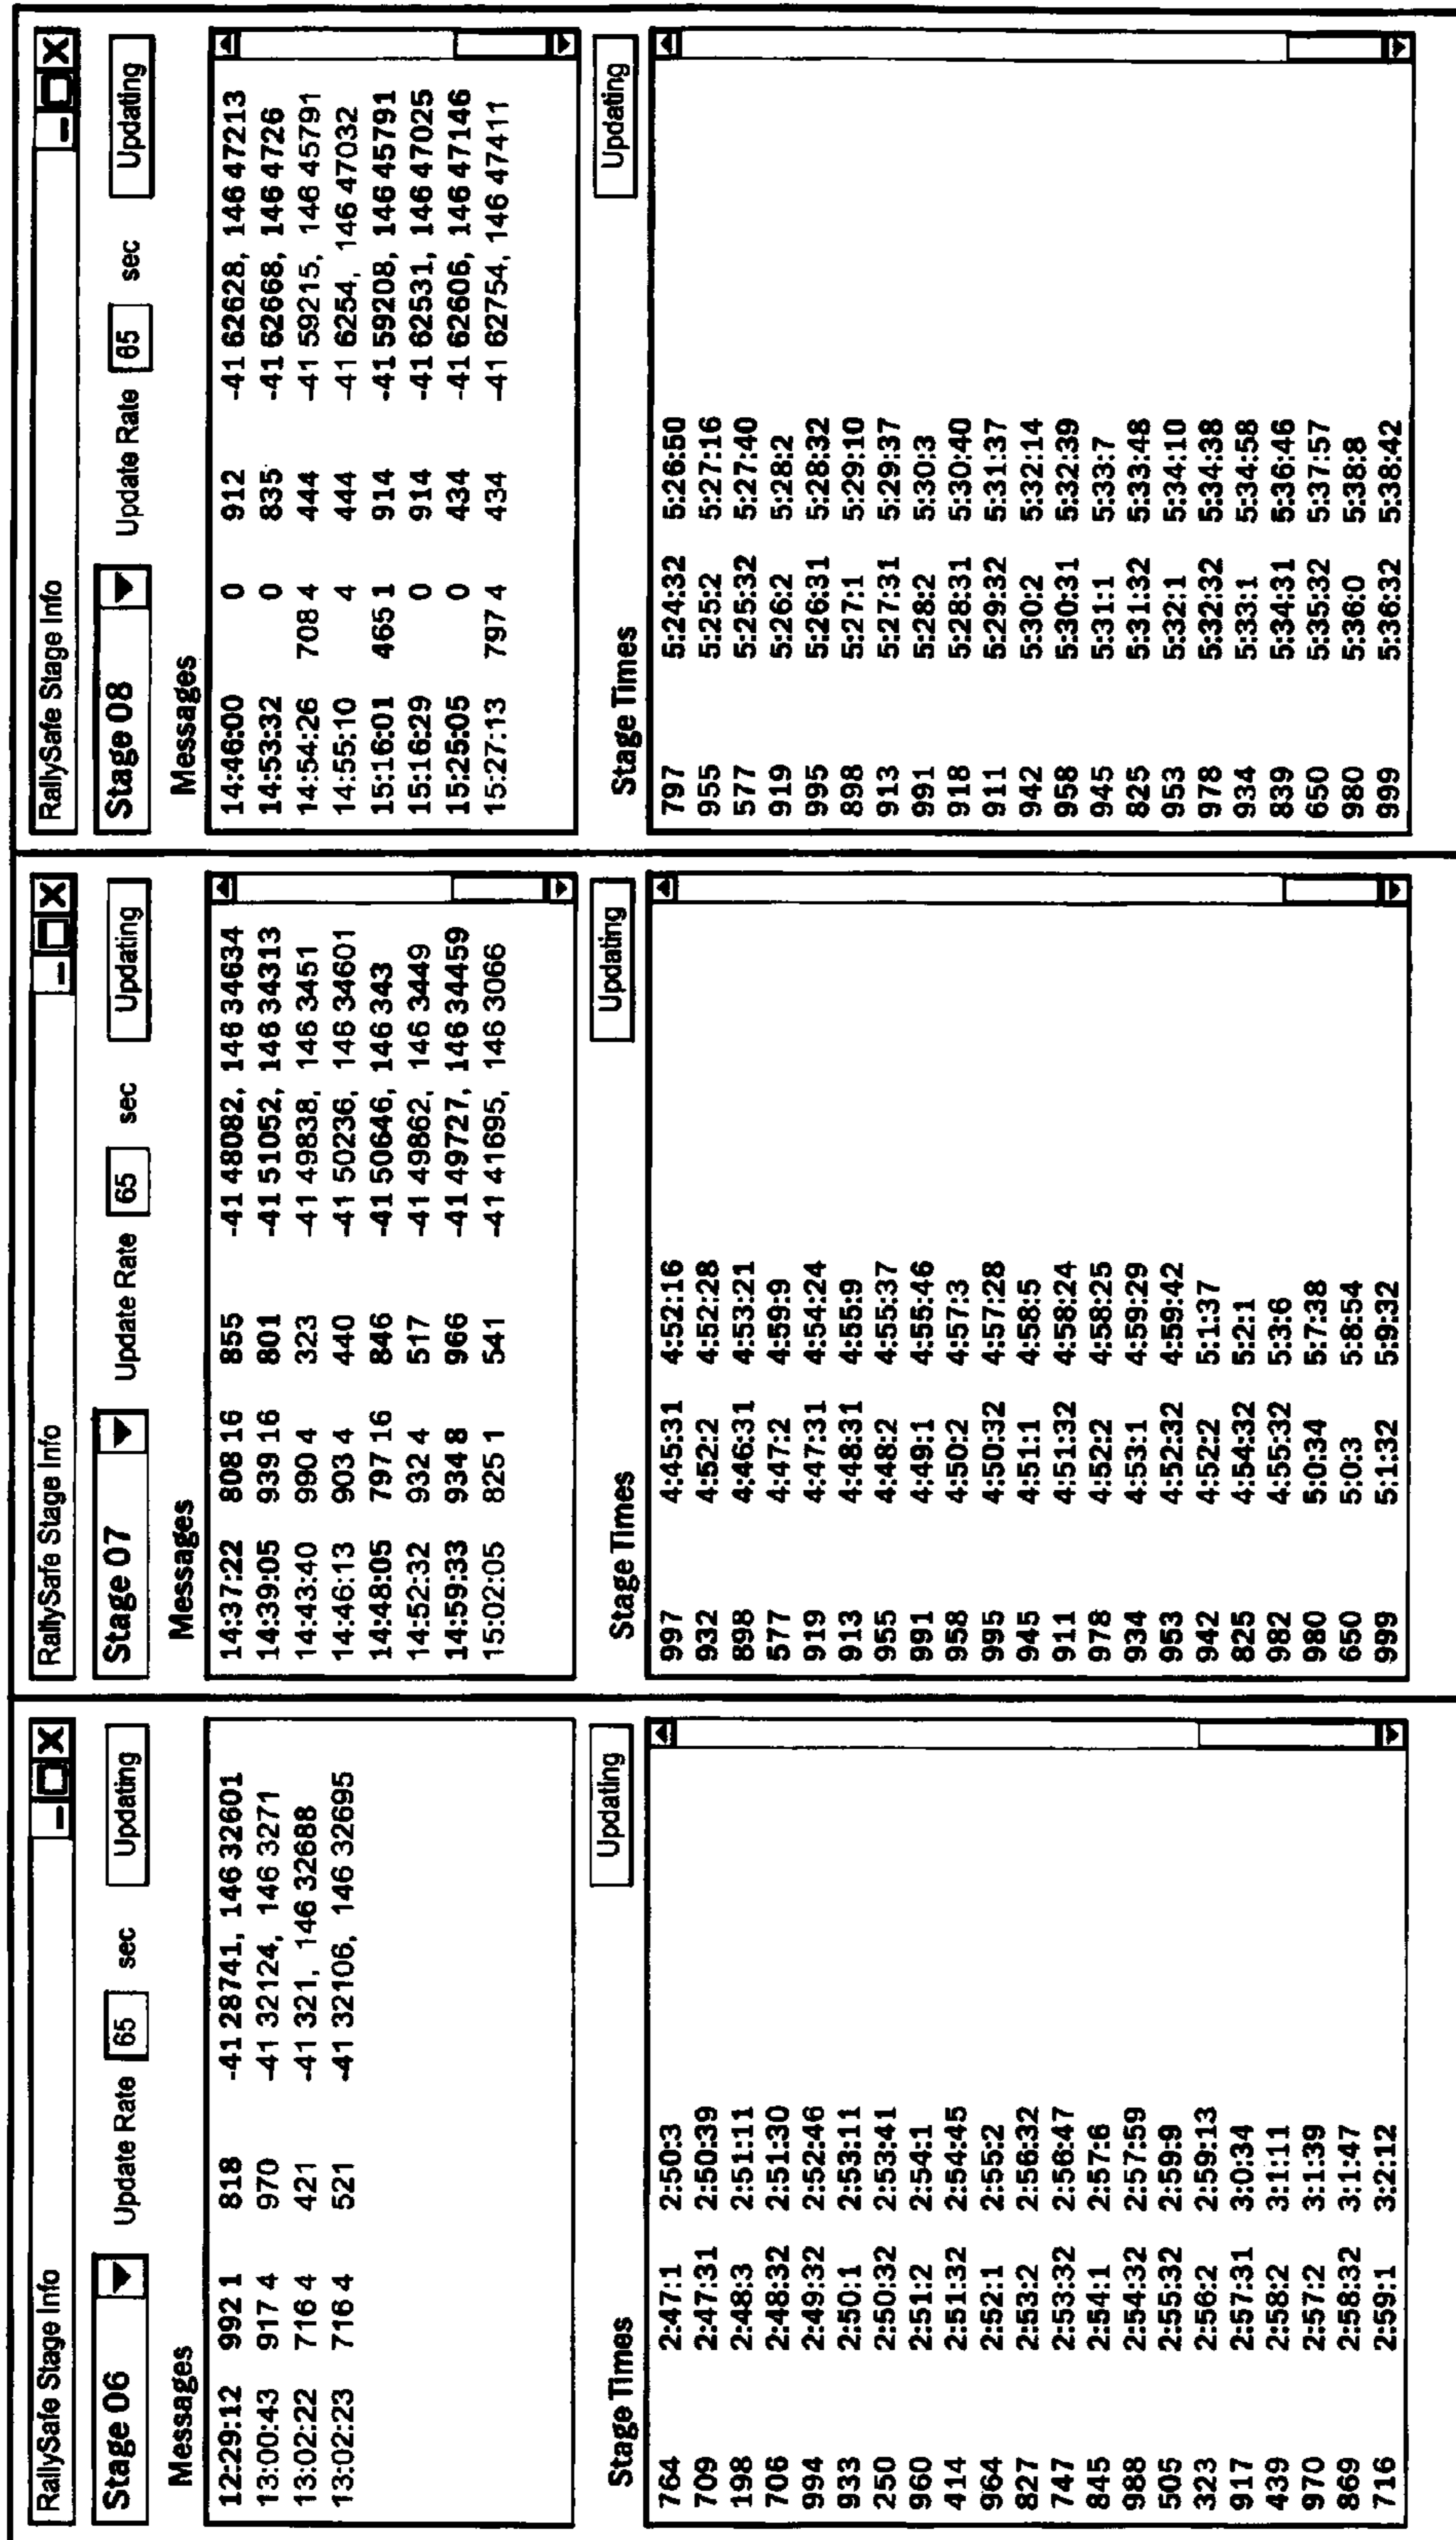 RallySafe Stage Info
Stage 06 Update Rate 65 sec Updating
Messages
12:29:12 992 1 818 -41 28741, 146 32601
13:00:43 917 4 970 -41 32124, 146 3271
13:02:22 716 4 421 -41 321, 146 32688
13:02:23 716 4 521 -41 32106, 146 32695
Stage Times Updating
764 2:47:1 2:50:3
709 2:47:31 2:50:39
198 2:48:3 2:51:11
706 2:48:32 2:51:30
994 2:49:32 2:52:46
933 2:50:1 2:53:11
250 2:50:32 2:53:41
960 2:51:2 2:54:1
414 2:51:32 2:54:45
964 2:52:1 2:55:2
827 2:53:2 2:56:32
747 2:53:32 2:56:47
845 2:54:1 2:57:6
988 2:54:32 2:57:59
505 2:55:32 2:59:9
323 2:56:2 2:59:13
917 2:57:31 3:0:34
439 2:58:2 3:1:11
970 2:57:2 3:1:39
869 2:58:32 3:1:47
716 2:59:1 3:2:12
RallySafe Stage Info
Stage 07 Update Rate 65 sec Updating
Messages
14:37:22 808 16 855 -41 48082, 146 34634
14:39:05 939 16 801 -41 51052, 146 34313
14:43:40 990 4 323 -41 49838, 146 3451
14:46:13 903 4 440 -41 50236, 146 34601
14:48:05 797 16 846 -41 50646, 146 343
14:52:32 932 4 517 -41 49862, 146 3449
14:59:33 934 8 966 -41 49727, 146 34459
15:02:05 825 1 541 -41 41695, 146 3066
Stage Times Updating
997 4:45:31 4:52:16
932 4:52:2 4:52:28
898 4:46:31 4:53:21
577 4:47:2 4:59:9
919 4:47:31 4:54:24
913 4:48:31 4:55:9
955 4:48:2 4:55:37
991 4:49:1 4:55:46
958 4:50:2 4:57:3
995 4:50:32 4:57:28
945 4:51:1 4:58:5
911 4:51:32 4:58:24
978 4:52:2 4:58:25
934 4:53:1 4:59:29
953 4:52:32 4:59:42
942 4:52:2 5:1:37
825 4:54:32 5:2:1
982 4:55:32 5:3:6
980 5:0:34 5:7:38
650 5:0:3 5:8:54
999 5:1:32 5:9:32
RallySafe Stage Info
Stage 08 Update Rate 65 sec Updating
Messages
14:46:00 0 912 -41 62628, 146 47213
14:53:32 0 835 -41 62668, 146 4726
14:54:26 708 4 444 -41 59215, 146 45791
14:55:10 4 444 -41 6254, 146 47032
15:16:01 465 1 914 -41 59208, 146 45791
15:16:29 0 914 -41 62531, 146 47025
15:25:05 0 434 -41 62606, 146 47146
15:27:13 797 4 434 -41 62754, 146 47411
Stage Times Updating
797 5:24:32 5:26:50
955 5:25:2 5:27:16
577 5:25:32 5:27:40
919 5:26:2 5:28:2
995 5:26:31 5:28:32
898 5:27:1 5:29:10
913 5:27:31 5:29:37
991 5:28:2 5:30:3
918 5:28:31 5:30:40
911 5:29:32 5:31:37
942 5:30:2 5:32:14
958 5:30:31 5:32:39
945 5:31:1 5:33:7
825 5:31:32 5:33:48
953 5:32:1 5:34:10
978 5:32:32 5:34:38
934 5:33:1 5:34:58
839 5:34:31 5:36:46
650 5:35:32 5:37:57
980 5:36:0 5:38:8
999 5:36:32 5:38:42